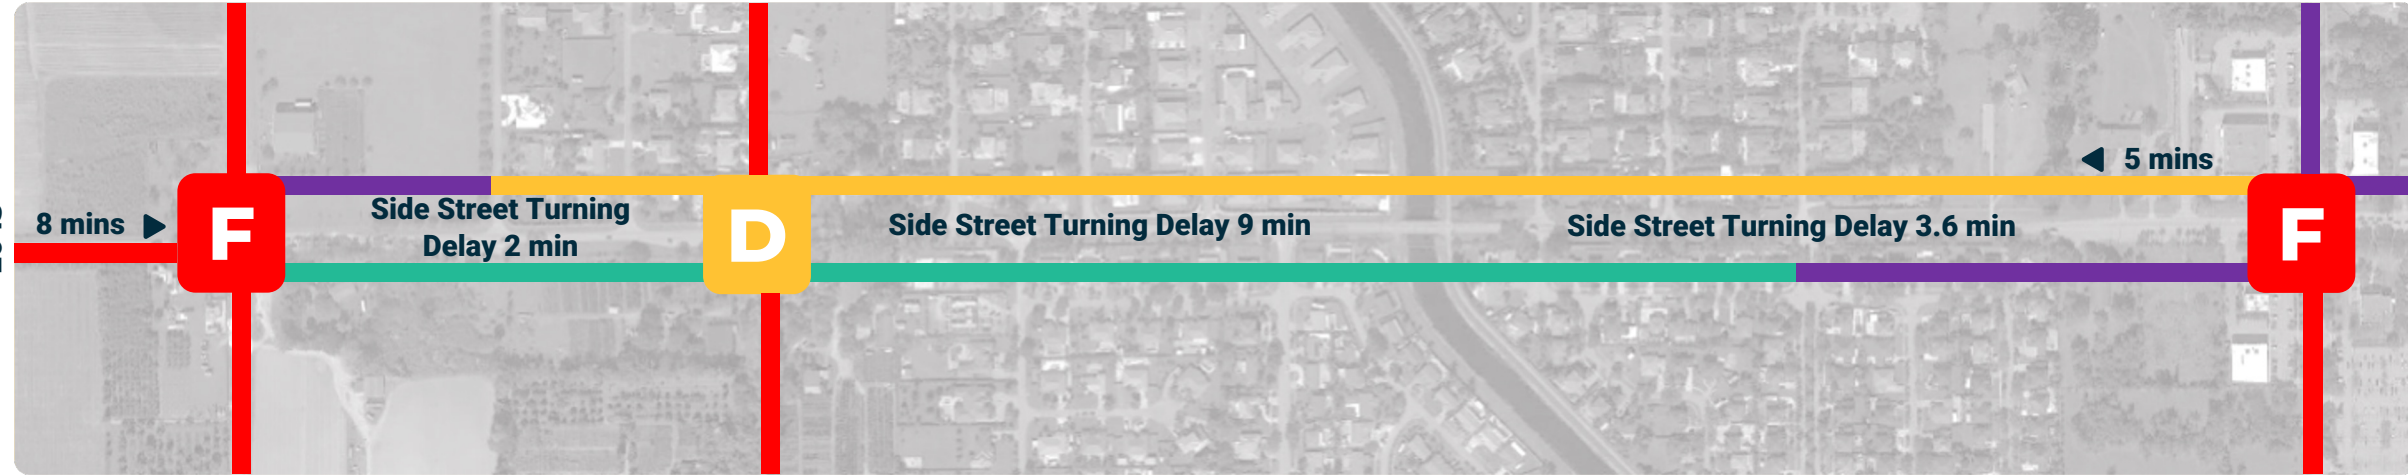 5 mins
8 mins
F
Side Street Turning
Delay 2 min
D
Side Street Turning Delay 9 min
Side Street Turning Delay 3.6 min
F